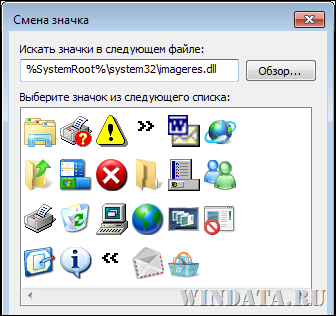 Смена значка
Искать значки в следующем файле:
%SystemRoot%\system32\imageres.dll
Обзор...
Выберите значок из следующего списка:
WINDATA.RU